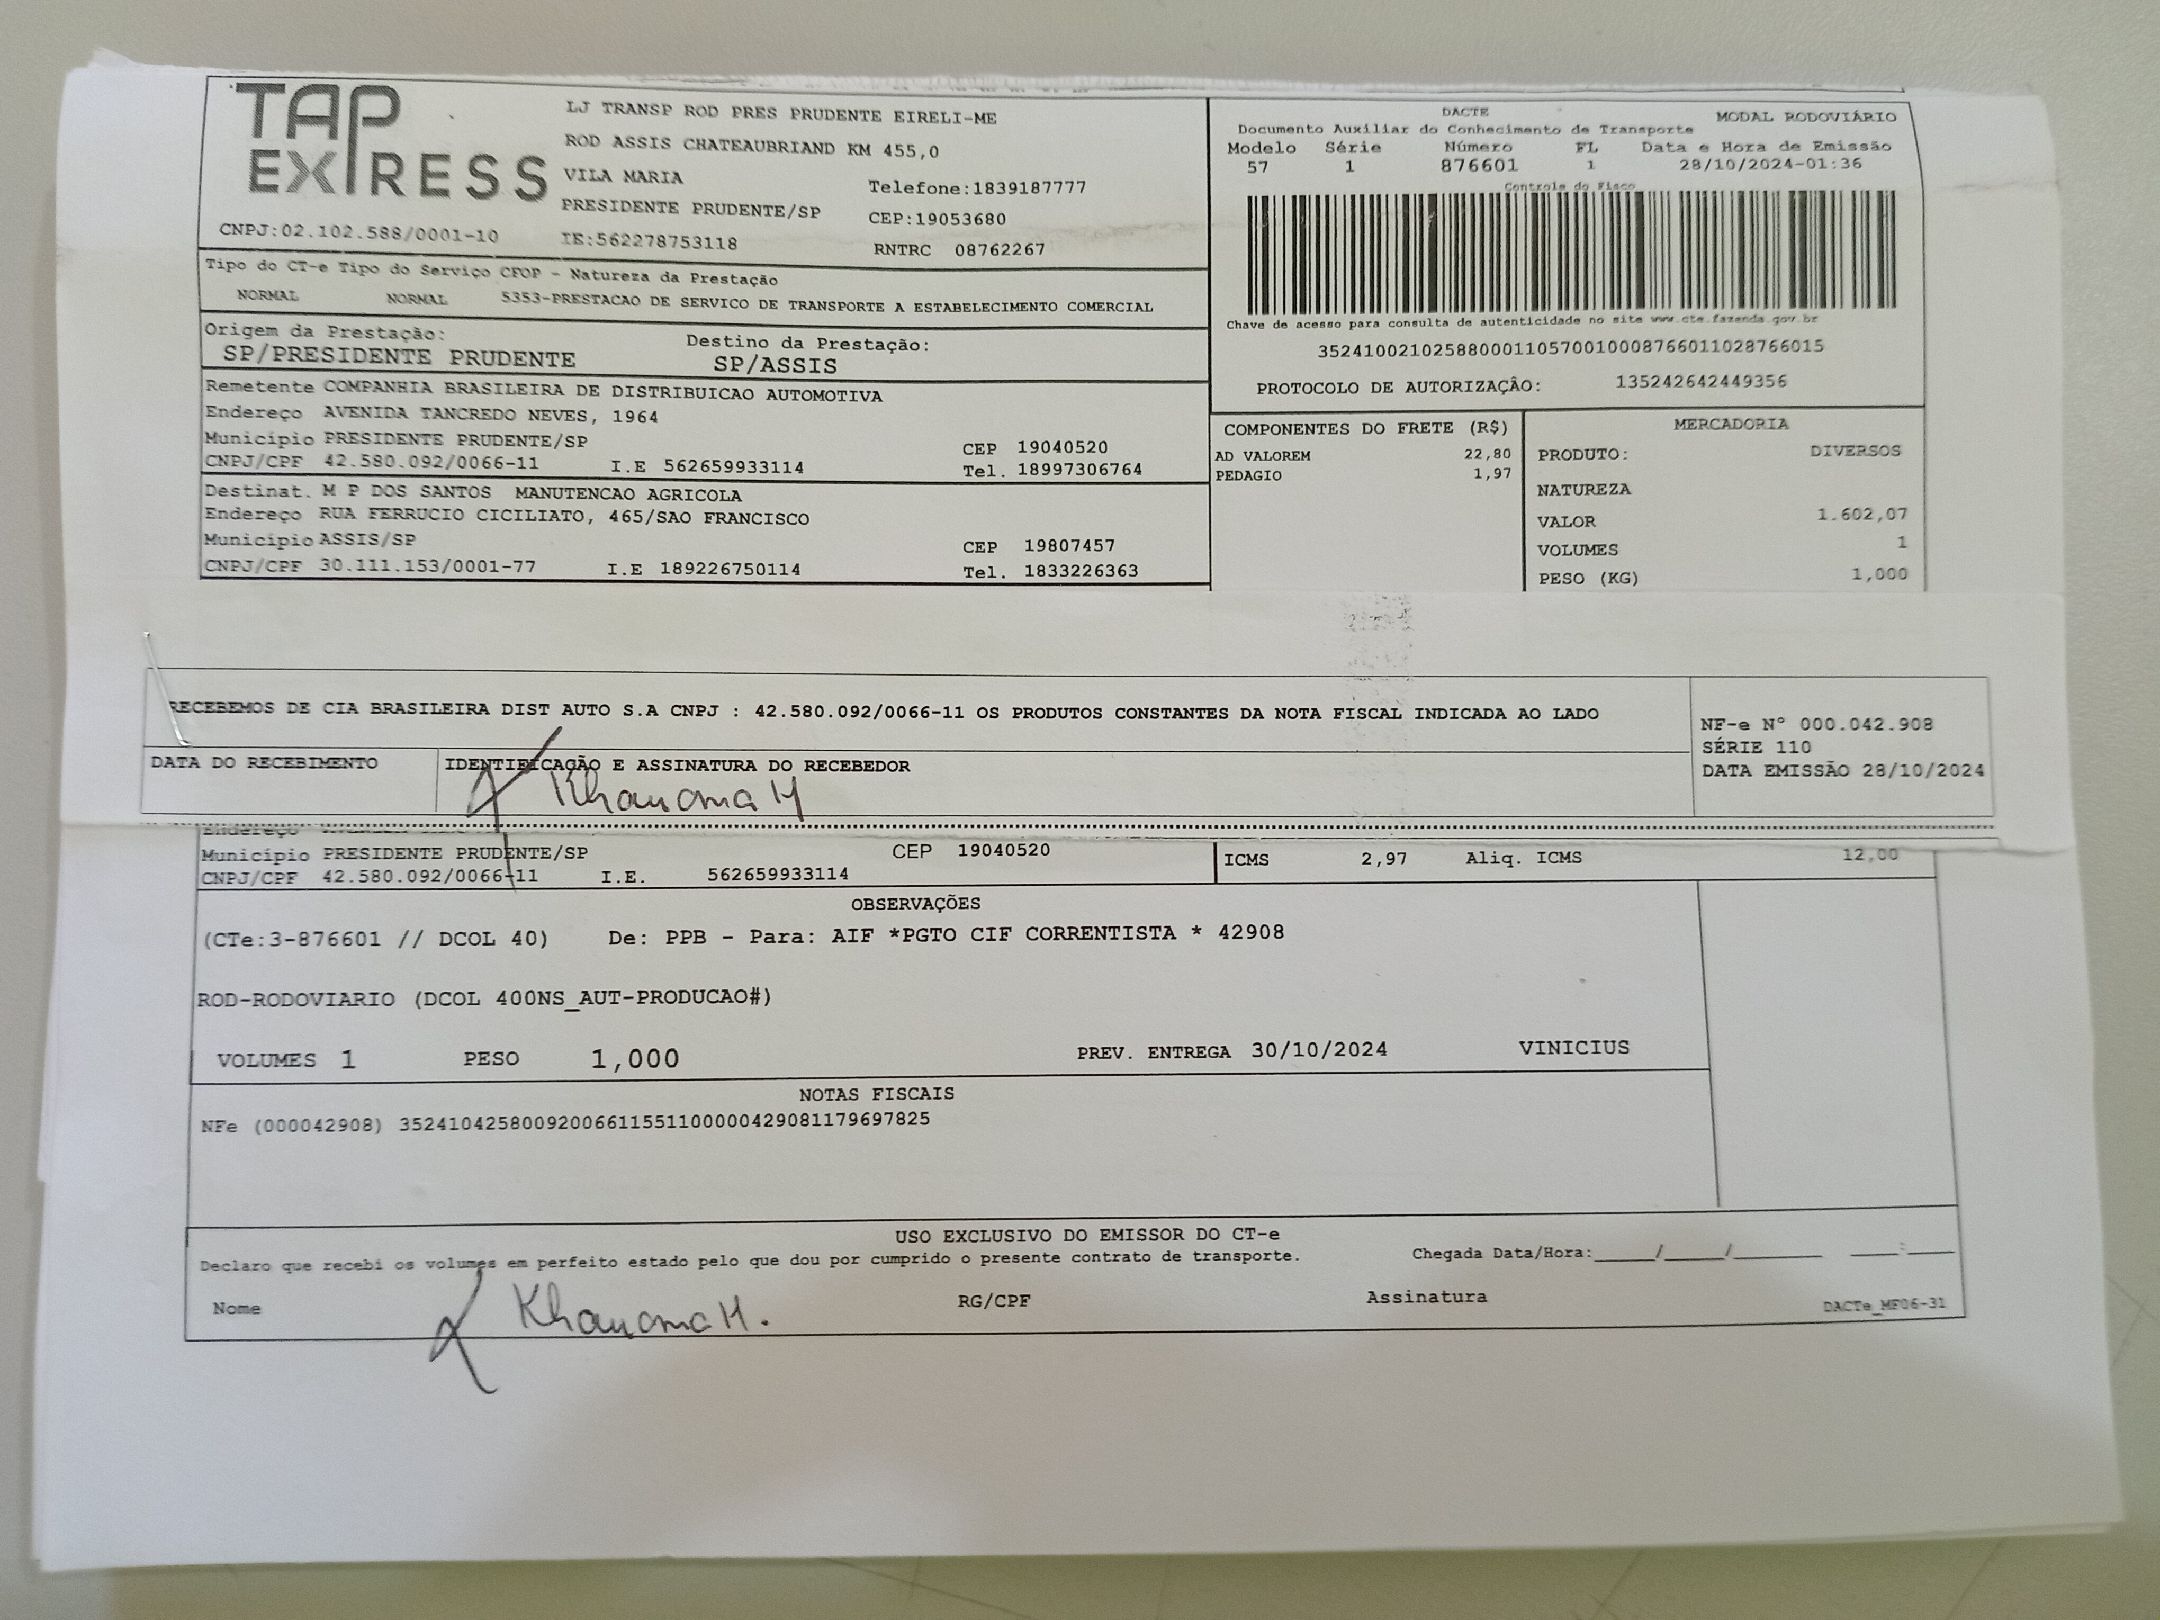 TAP EXPRESS
LJ TRANSP ROD PRES PRUDENTE EIRELI-ME
ROD ASSIS CHATEAUBRIAND KM 455,0
VILA MARIA
Telefone:1839187777
PRESIDENTE PRUDENTE/SP
CEP:19053680
CNPJ:02.102.588/0001-10
IE:562278753118
RNTRC 08762267
DACTE
MODAL RODOVIÁRIO
Documento Auxiliar do Conhecimento de Transporte
Modelo Série Número FL Data e Hora de Emissão
57 1 876601 1 28/10/2024-01:36
Controle do Fisco
Chave de acesso para consulta de autenticidade no site www.cte.fazenda.gov.br
35241002102588000110570010008766011028766015
PROTOCOLO DE AUTORIZAÇÃO: 135242642449356
Tipo do CT-e Tipo do Serviço CFOP - Natureza da Prestação
NORMAL NORMAL 5353-PRESTACAO DE SERVICO DE TRANSPORTE A ESTABELECIMENTO COMERCIAL
Origem da Prestação: Destino da Prestação:
SP/PRESIDENTE PRUDENTE SP/ASSIS
Remetente COMPANHIA BRASILEIRA DE DISTRIBUICAO AUTOMOTIVA
Endereço AVENIDA TANCREDO NEVES, 1964
Município PRESIDENTE PRUDENTE/SP CEP 19040520
CNPJ/CPF 42.580.092/0066-11 I.E 562659933114 Tel. 18997306764
Destinat. M P DOS SANTOS MANUTENCAO AGRICOLA
Endereço RUA FERRUCIO CICILIATO, 465/SAO FRANCISCO
Município ASSIS/SP CEP 19807457
CNPJ/CPF 30.111.153/0001-77 I.E 189226750114 Tel. 1833226363
COMPONENTES DO FRETE (R$)
AD VALOREM 22,80
PEDAGIO 1,97
MERCADORIA
PRODUTO: DIVERSOS
NATUREZA
VALOR 1.602,07
VOLUMES 1
PESO (KG) 1,000
RECEBEMOS DE CIA BRASILEIRA DIST AUTO S.A CNPJ : 42.580.092/0066-11 OS PRODUTOS CONSTANTES DA NOTA FISCAL INDICADA AO LADO
NF-e Nº 000.042.908
SÉRIE 110
DATA EMISSÃO 28/10/2024
DATA DO RECEBIMENTO
IDENTIFICAÇÃO E ASSINATURA DO RECEBEDOR
Endereço
Município PRESIDENTE PRUDENTE/SP CEP 19040520
CNPJ/CPF 42.580.092/0066-11 I.E. 562659933114
ICMS 2,97 Aliq. ICMS 12,00
OBSERVAÇÕES
(CTe:3-876601 // DCOL 40) De: PPB - Para: AIF *PGTO CIF CORRENTISTA * 42908
ROD-RODOVIARIO (DCOL 400NS_AUT-PRODUCAO#)
VOLUMES 1 PESO 1,000 PREV. ENTREGA 30/10/2024 VINICIUS
NOTAS FISCAIS
NFe (000042908) 35241042580092006611551100000429081179697825
USO EXCLUSIVO DO EMISSOR DO CT-e
Declaro que recebi os volumes em perfeito estado pelo que dou por cumprido o presente contrato de transporte. Chegada Data/Hora:____/____/______ ___:___
Nome RG/CPF Assinatura
DACTe_MF06-31